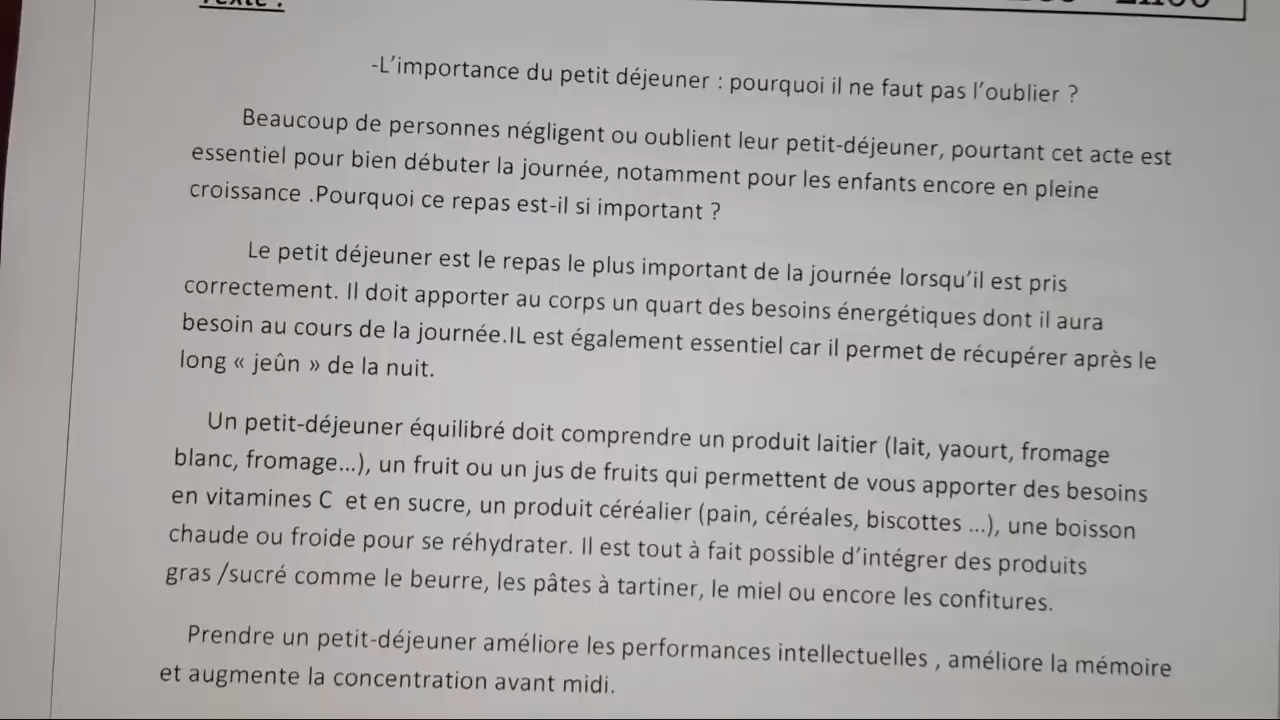 Texte :
-L'importance du petit déjeuner : pourquoi il ne faut pas l'oublier ?
Beaucoup de personnes négligent ou oublient leur petit-déjeuner, pourtant cet acte est
essentiel pour bien débuter la journée, notamment pour les enfants encore en pleine
croissance .Pourquoi ce repas est-il si important ?
Le petit déjeuner est le repas le plus important de la journée lorsqu'il est pris
correctement. Il doit apporter au corps un quart des besoins énergétiques dont il aura
besoin au cours de la journée.IL est également essentiel car il permet de récupérer après le
long « jeûn » de la nuit.
Un petit-déjeuner équilibré doit comprendre un produit laitier (lait, yaourt, fromage
blanc, fromage...), un fruit ou un jus de fruits qui permettent de vous apporter des besoins
en vitamines C et en sucre, un produit céréalier (pain, céréales, biscottes ...), une boisson
chaude ou froide pour se réhydrater. Il est tout à fait possible d'intégrer des produits
gras /sucré comme le beurre, les pâtes à tartiner, le miel ou encore les confitures.
Prendre un petit-déjeuner améliore les performances intellectuelles , améliore la mémoire
et augmente la concentration avant midi.